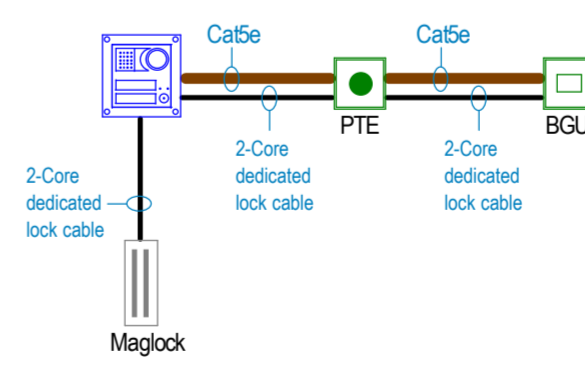 Cat5e
Cat5e
PTE
BGU
2-Core
dedicated
lock cable
2-Core
dedicated
lock cable
2-Core
dedicated
lock cable
Maglock